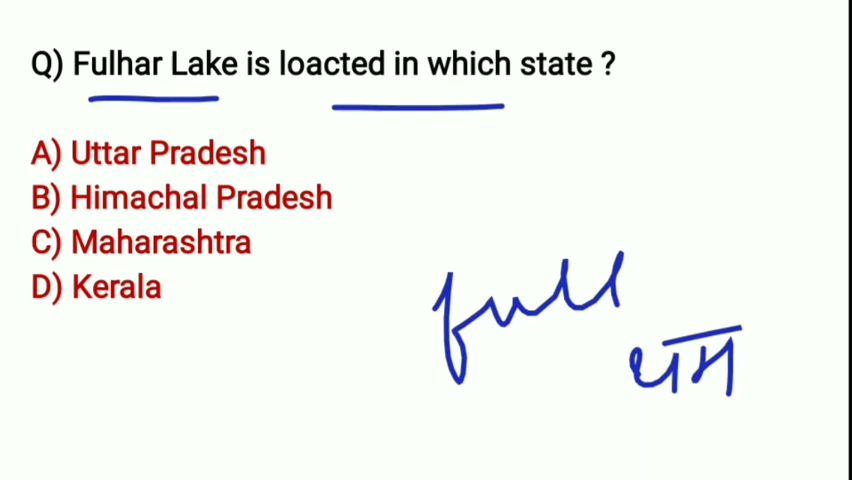 Q) Fulhar Lake is loacted in which state ?
A) Uttar Pradesh
B) Himachal Pradesh
C) Maharashtra
D) Kerala
full